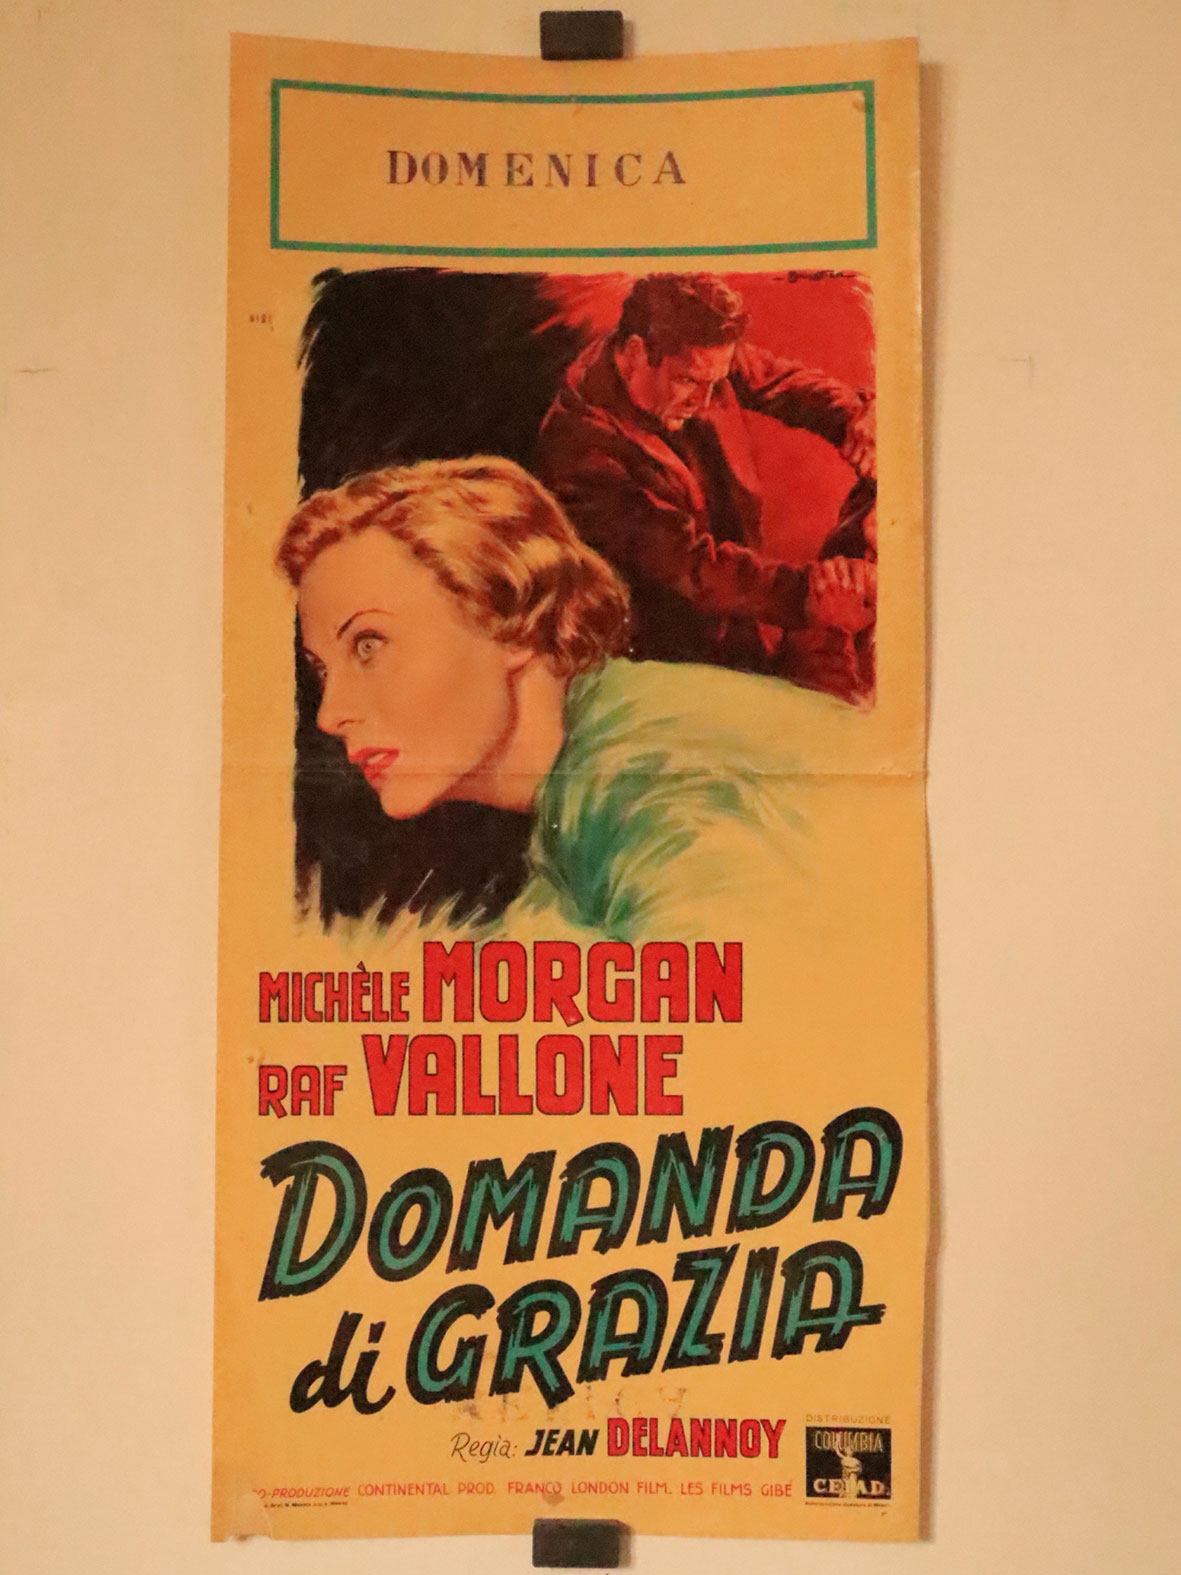 DOMENICA
MICHÈLE MORGAN
RAF VALLONE
DOMANDA
di GRAZIA
Regìa: JEAN DELANNOY
DISTRIBUZIONE
COLUMBIA
CEIAD
CO-PRODUZIONE CONTINENTAL PROD. FRANCO LONDON FILM. LES FILMS GIBÉ